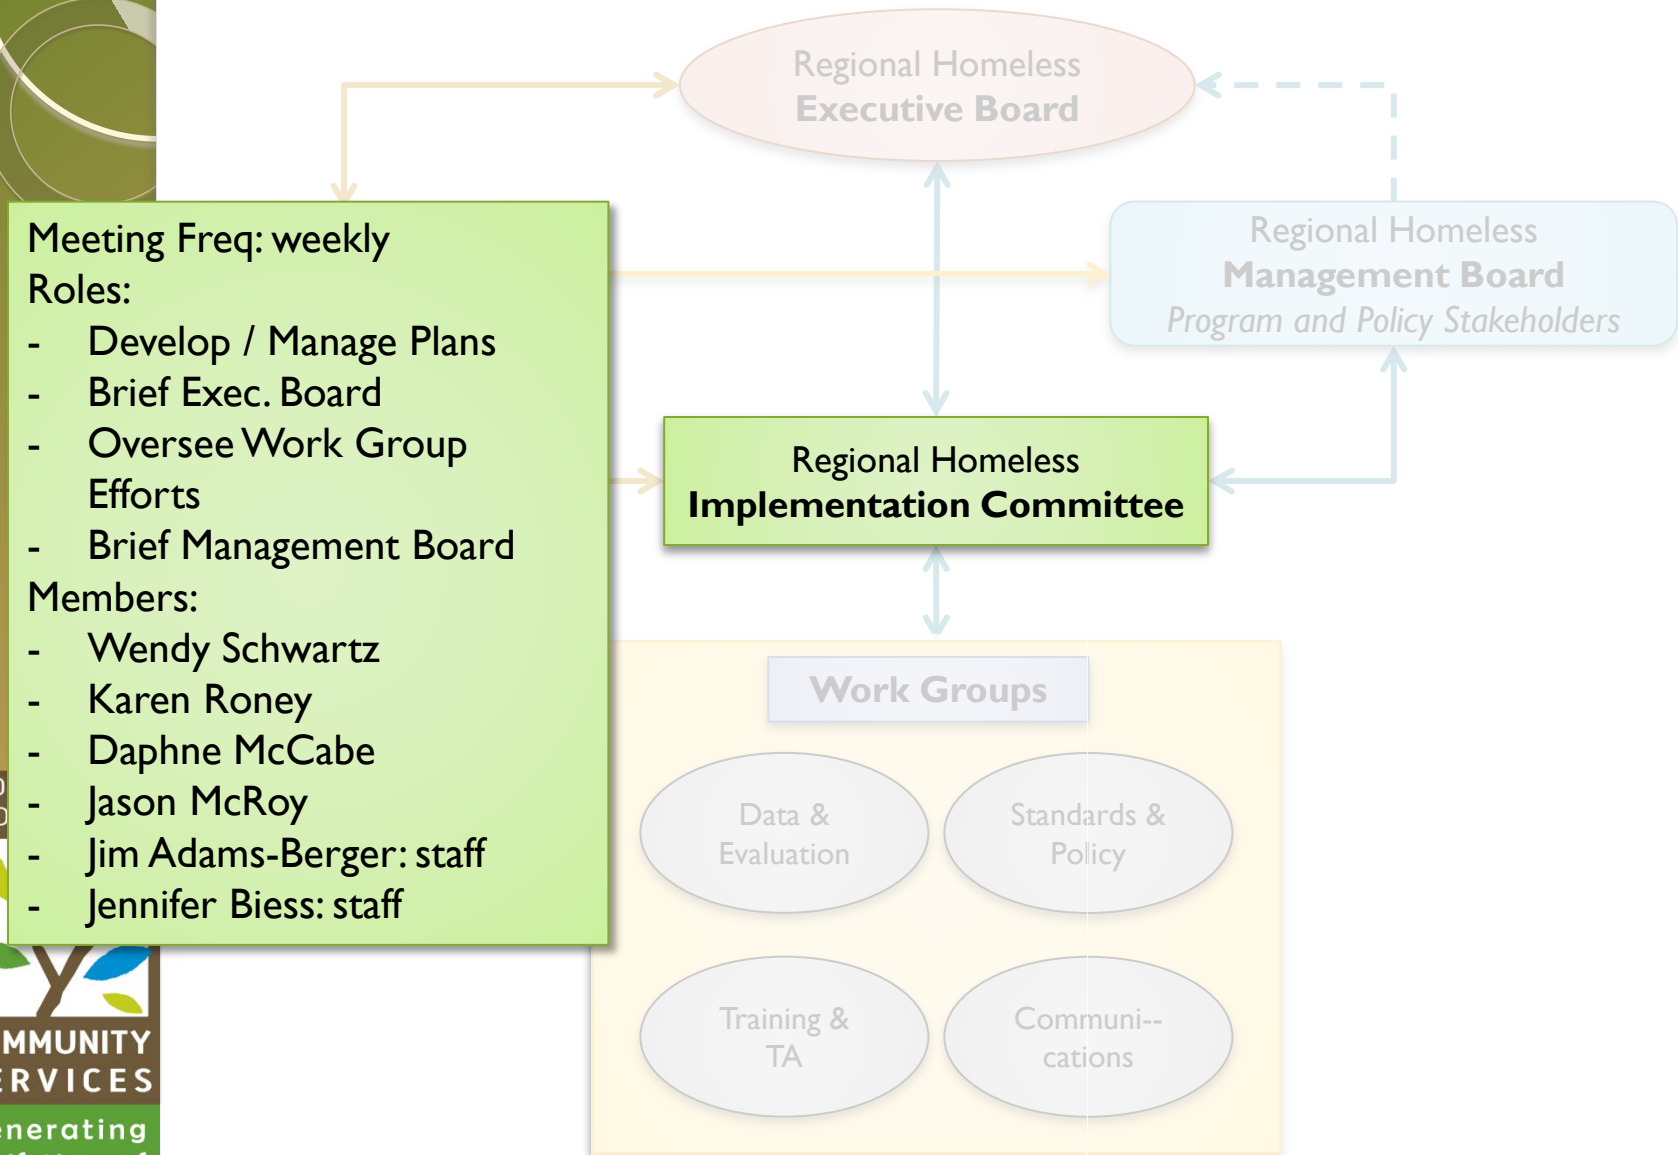 Regional Homeless
Executive Board
Regional Homeless
Management Board
Program and Policy Stakeholders
Meeting Freq: weekly
Roles:
- Develop / Manage Plans
- Brief Exec. Board
- Oversee Work Group
Efforts
- Brief Management Board
Members:
- Wendy Schwartz
- Karen Roney
- Daphne McCabe
- Jason McRoy
- Jim Adams-Berger: staff
- Jennifer Biess: staff
Regional Homeless
Implementation Committee
Work Groups
Data &
Evaluation
Standards &
Policy
Training &
TA
Communi--
cations
MMUNITY
ERVICES
enerating